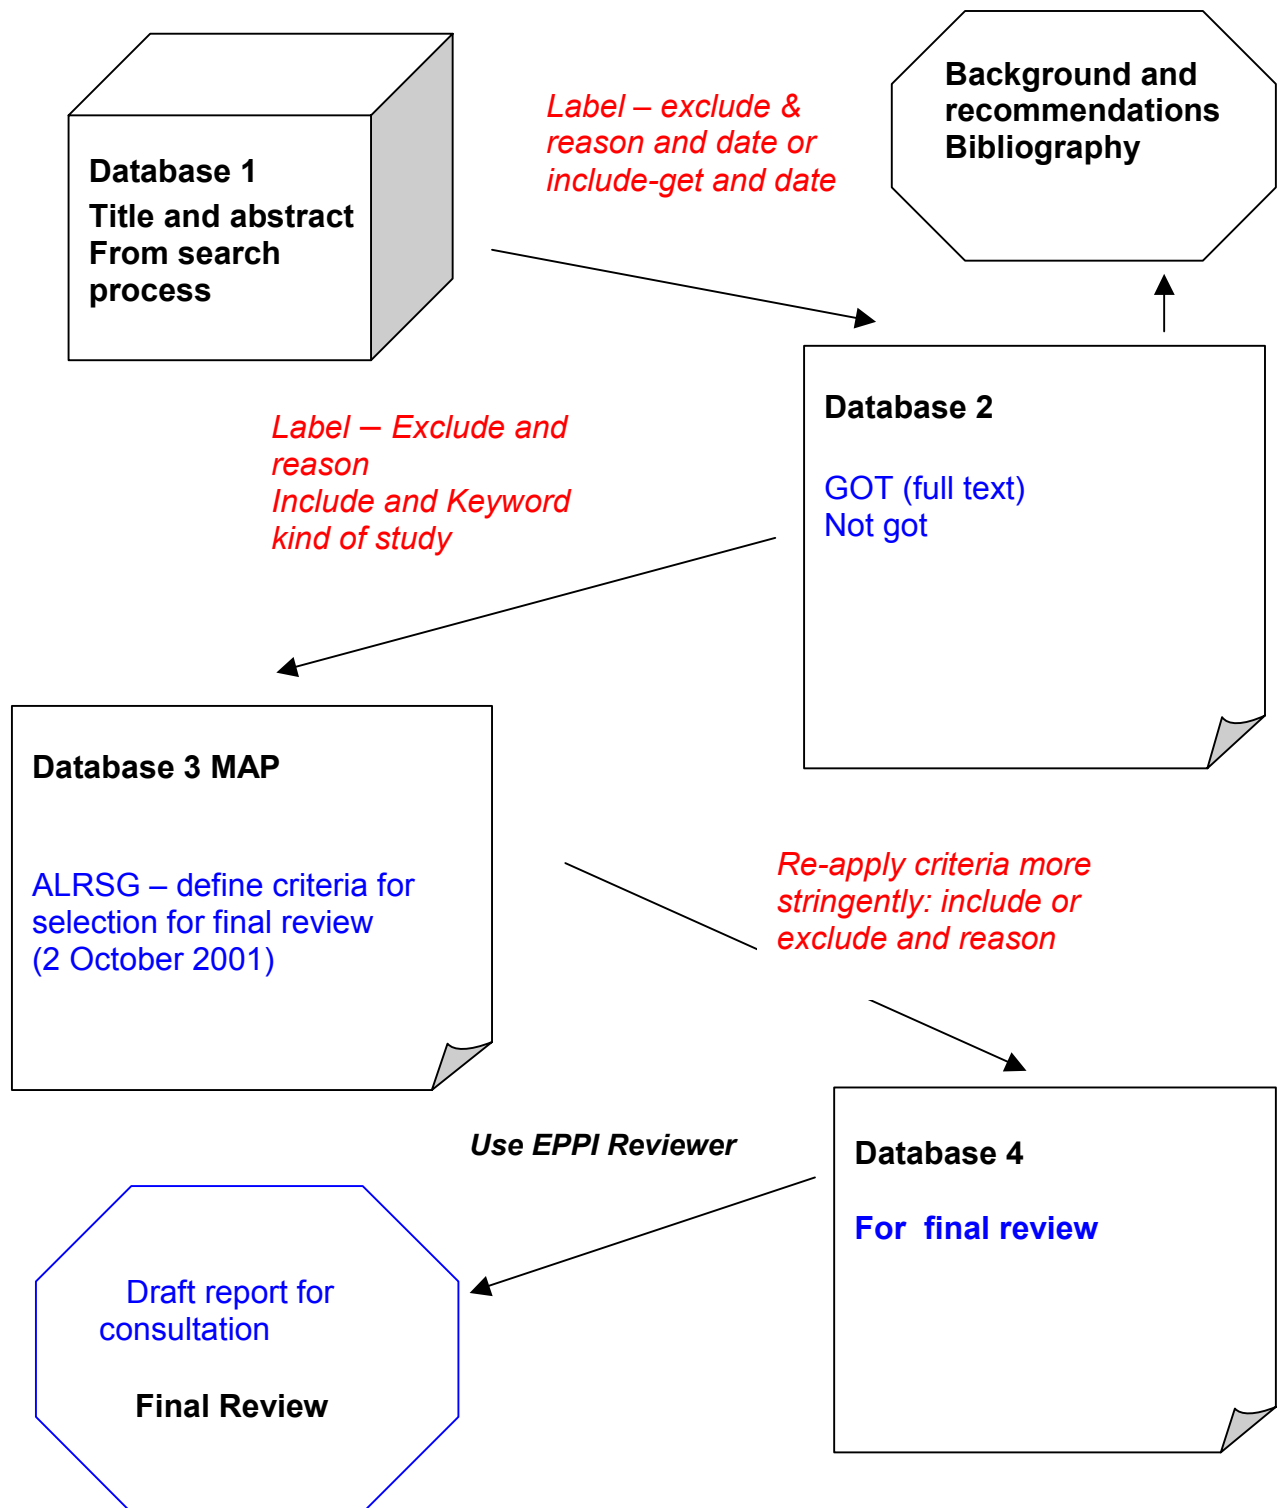 Database 1
Title and abstract
From search
process
Label – exclude &
reason and date or
include-get and date
Background and
recommendations
Bibliography
Label – Exclude and
reason
Include and Keyword
kind of study
Database 2
GOT (full text)
Not got
Database 3 MAP
ALRSG – define criteria for
selection for final review
(2 October 2001)
Re-apply criteria more
stringently: include or
exclude and reason
Use EPPI Reviewer
Database 4
For final review
Draft report for
consultation
Final Review